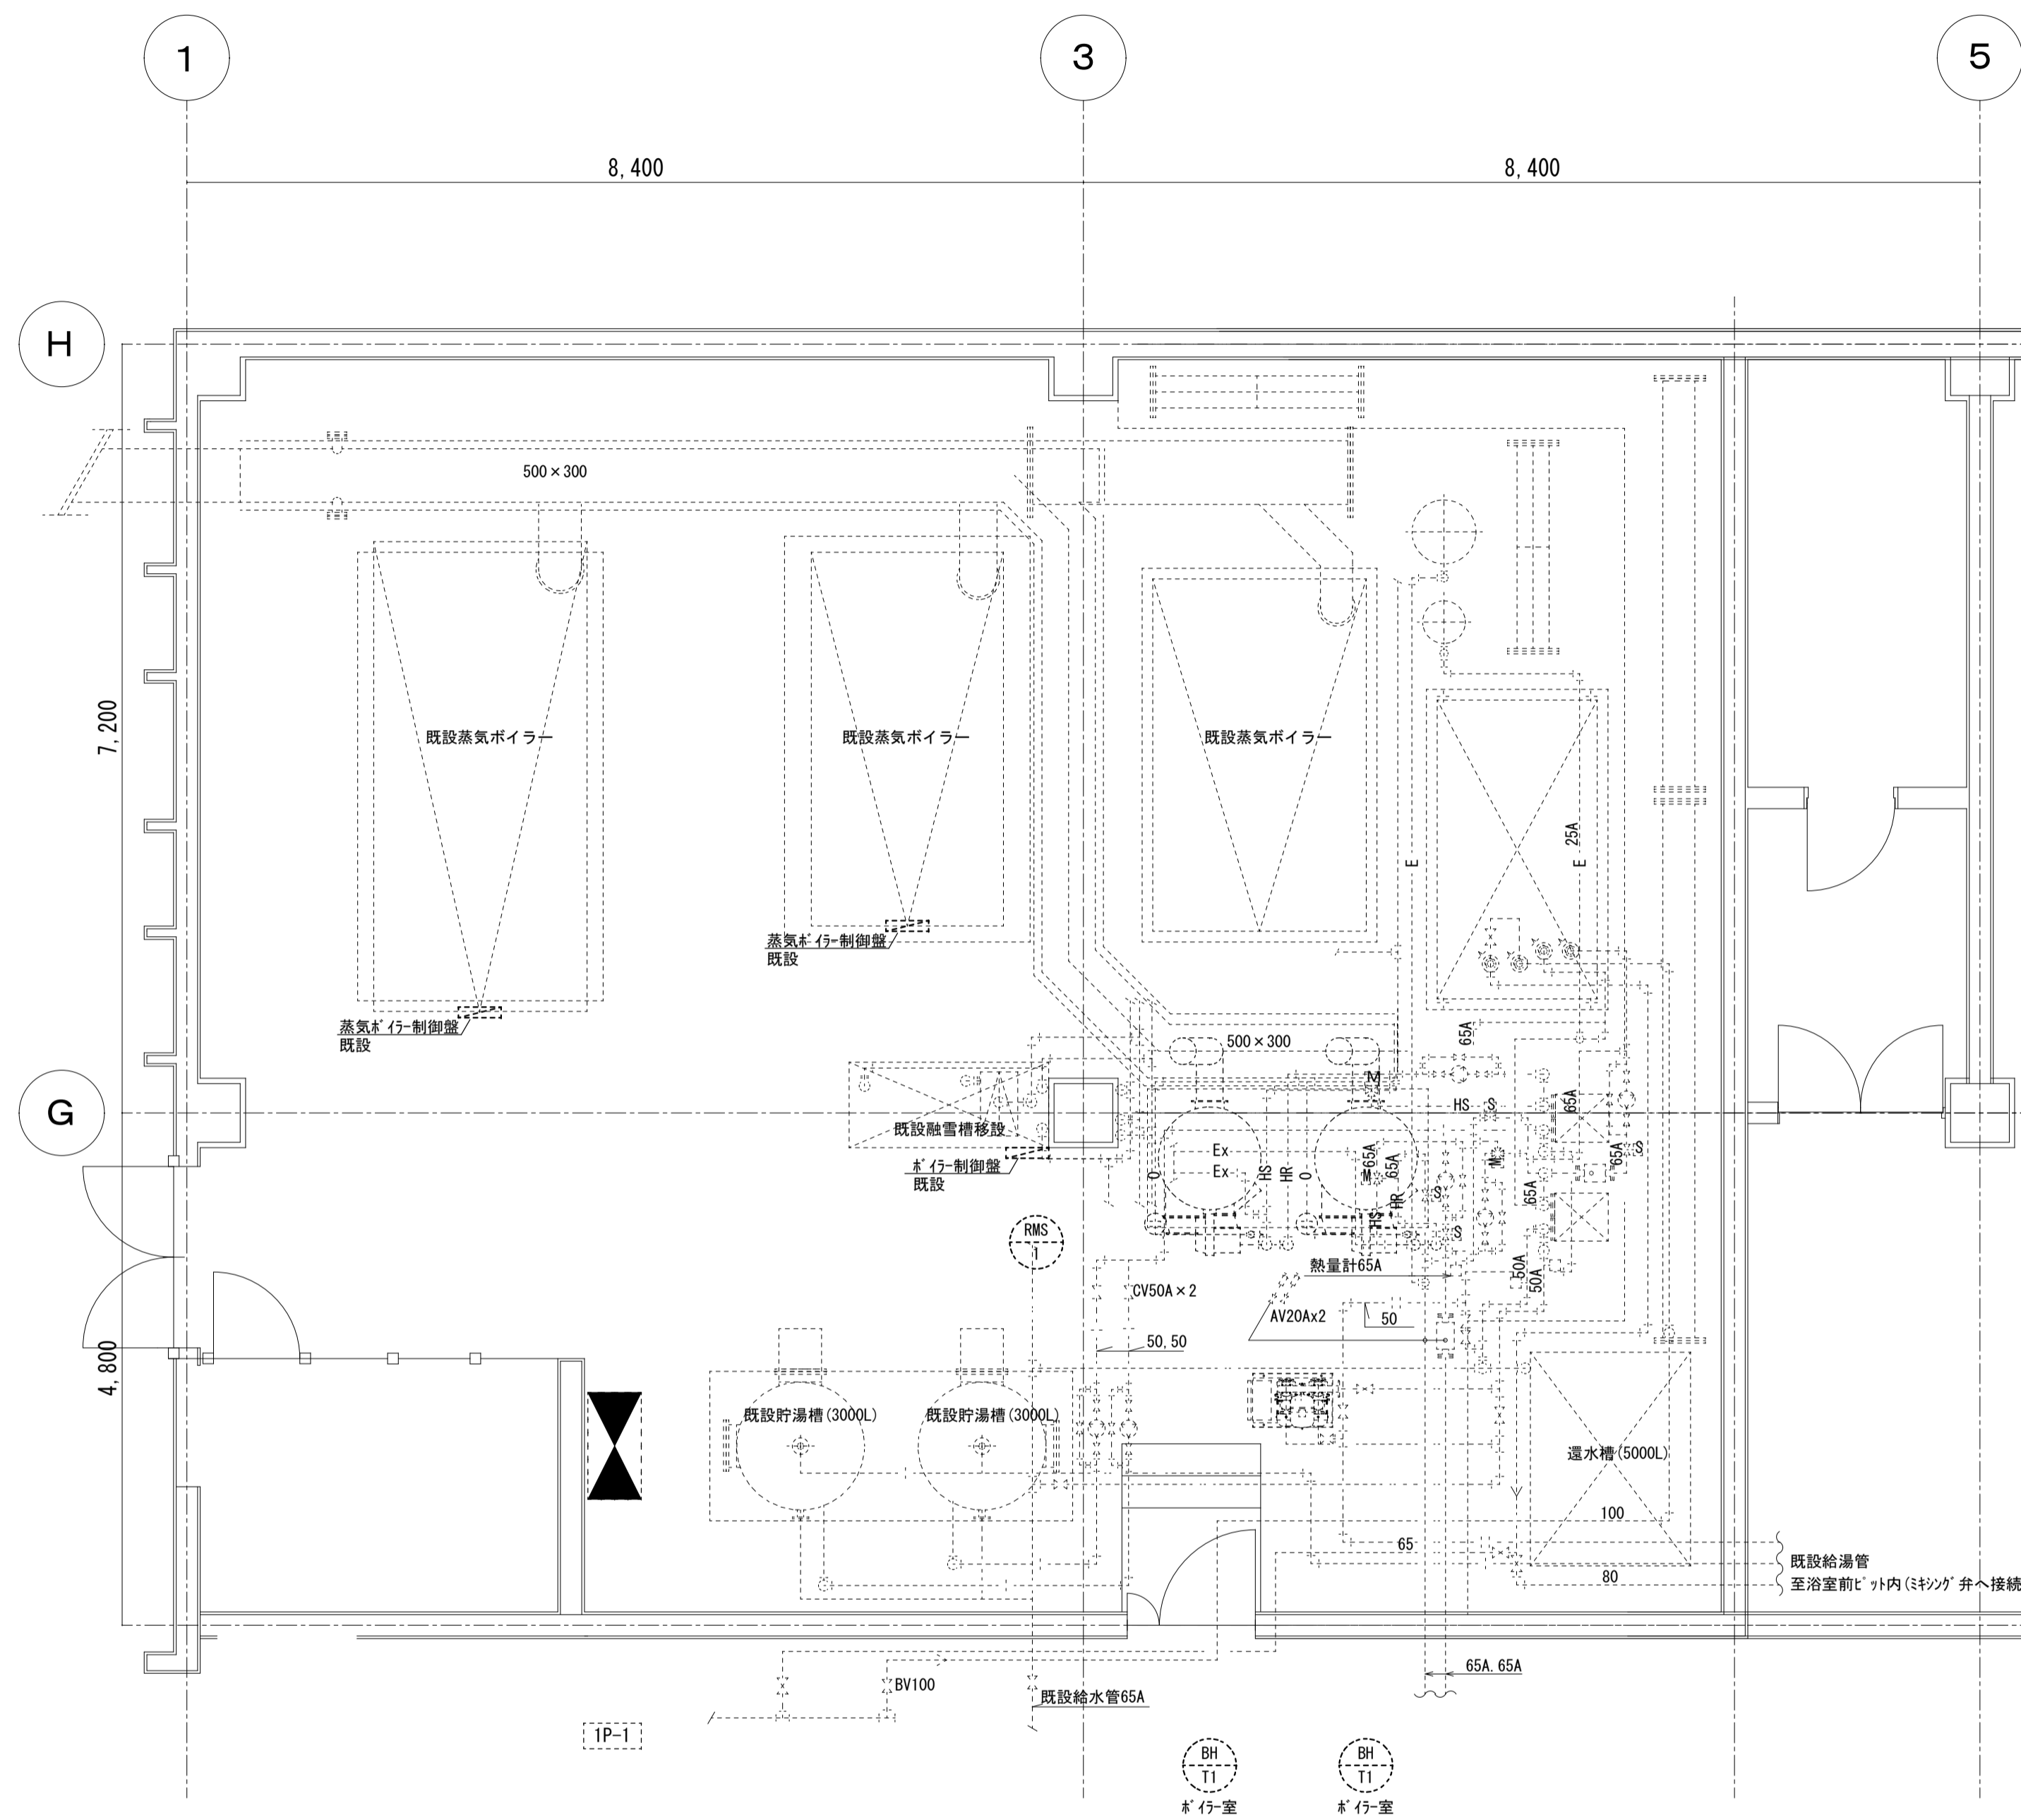 1
3
5
8,400
8,400
H
7,200
G
4,800
500×300
既設蒸気ボイラー
既設蒸気ボイラー
既設蒸気ボイラー
25A
E
E
蒸気ﾎﾞｲﾗｰ制御盤
既設
蒸気ﾎﾞｲﾗｰ制御盤
既設
500×300
65A
M
HS
S
65A
既設融雪槽移設
ﾎﾞｲﾗｰ制御盤
既設
O
Ex
Ex
HS
HR
O
M
65A
65A
HR
HS
S
S
M
65A
65A
S
RMS
1
熱量計65A
50A
50A
CV50A×2
AV20Ax2
50
50,50
既設貯湯槽(3000L)
既設貯湯槽(3000L)
還水槽(5000L)
100
65
80
既設給湯管
至浴室前ﾋﾟｯﾄ内(ﾐｷｼﾝｸﾞ弁へ接続
65A.65A
BV100
既設給水管65A
1P-1
BH
T1
ﾎﾞｲﾗｰ室
BH
T1
ﾎﾞｲﾗｰ室